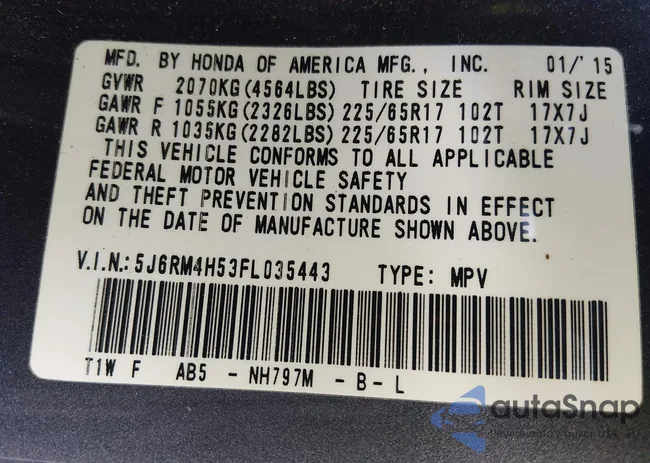 MFD. BY HONDA OF AMERICA MFG., INC. 01/'15
GVWR 2070KG(4564LBS) TIRE SIZE RIM SIZE
GAWR F 1055KG(2326LBS) 225/65R17 102T 17X7J
GAWR R 1035KG(2282LBS) 225/65R17 102T 17X7J
THIS VEHICLE CONFORMS TO ALL APPLICABLE
FEDERAL MOTOR VEHICLE SAFETY
AND THEFT PREVENTION STANDARDS IN EFFECT
ON THE DATE OF MANUFACTURE SHOWN ABOVE.
V.I.N.: 5J6RM4H53FL035443 TYPE: MPV
T1W F AB5 - NH797M - B - L
autaSnap